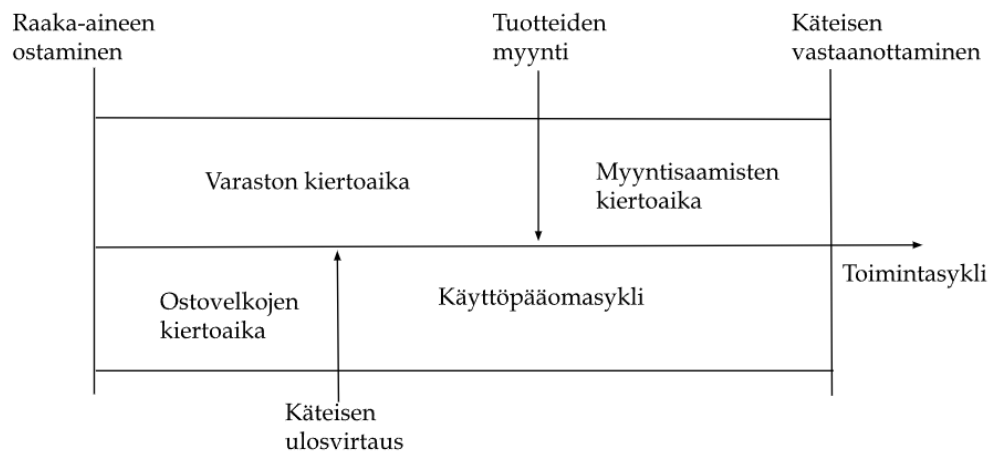 Raaka-aineen
ostaminen
Tuotteiden
myynti
Käteisen
vastaanottaminen
Varaston kiertoaika
Myyntisaamisten
kiertoaika
Toimintasykli
Ostovelkojen
kiertoaika
Käyttöpääomasykli
Käteisen
ulosvirtaus